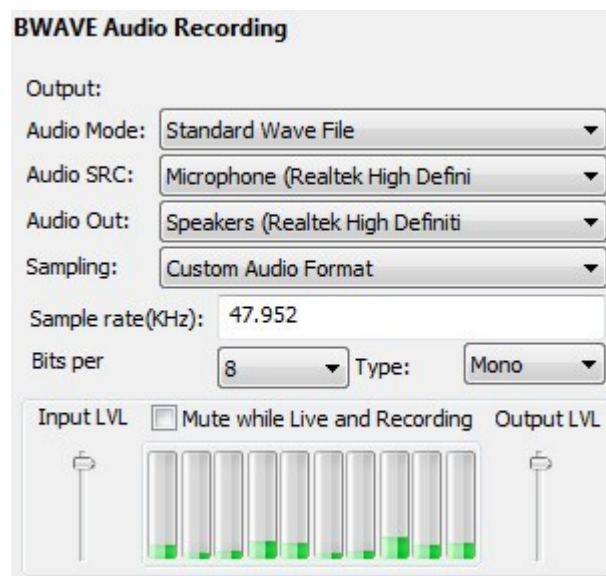 BWAVE Audio Recording
Output:
Audio Mode: Standard Wave File
Audio SRC: Microphone (Realtek High Defini
Audio Out: Speakers (Realtek High Definiti
Sampling: Custom Audio Format
Sample rate(KHz): 47.952
Bits per 8 Type: Mono
Input LVL Mute while Live and Recording Output LVL